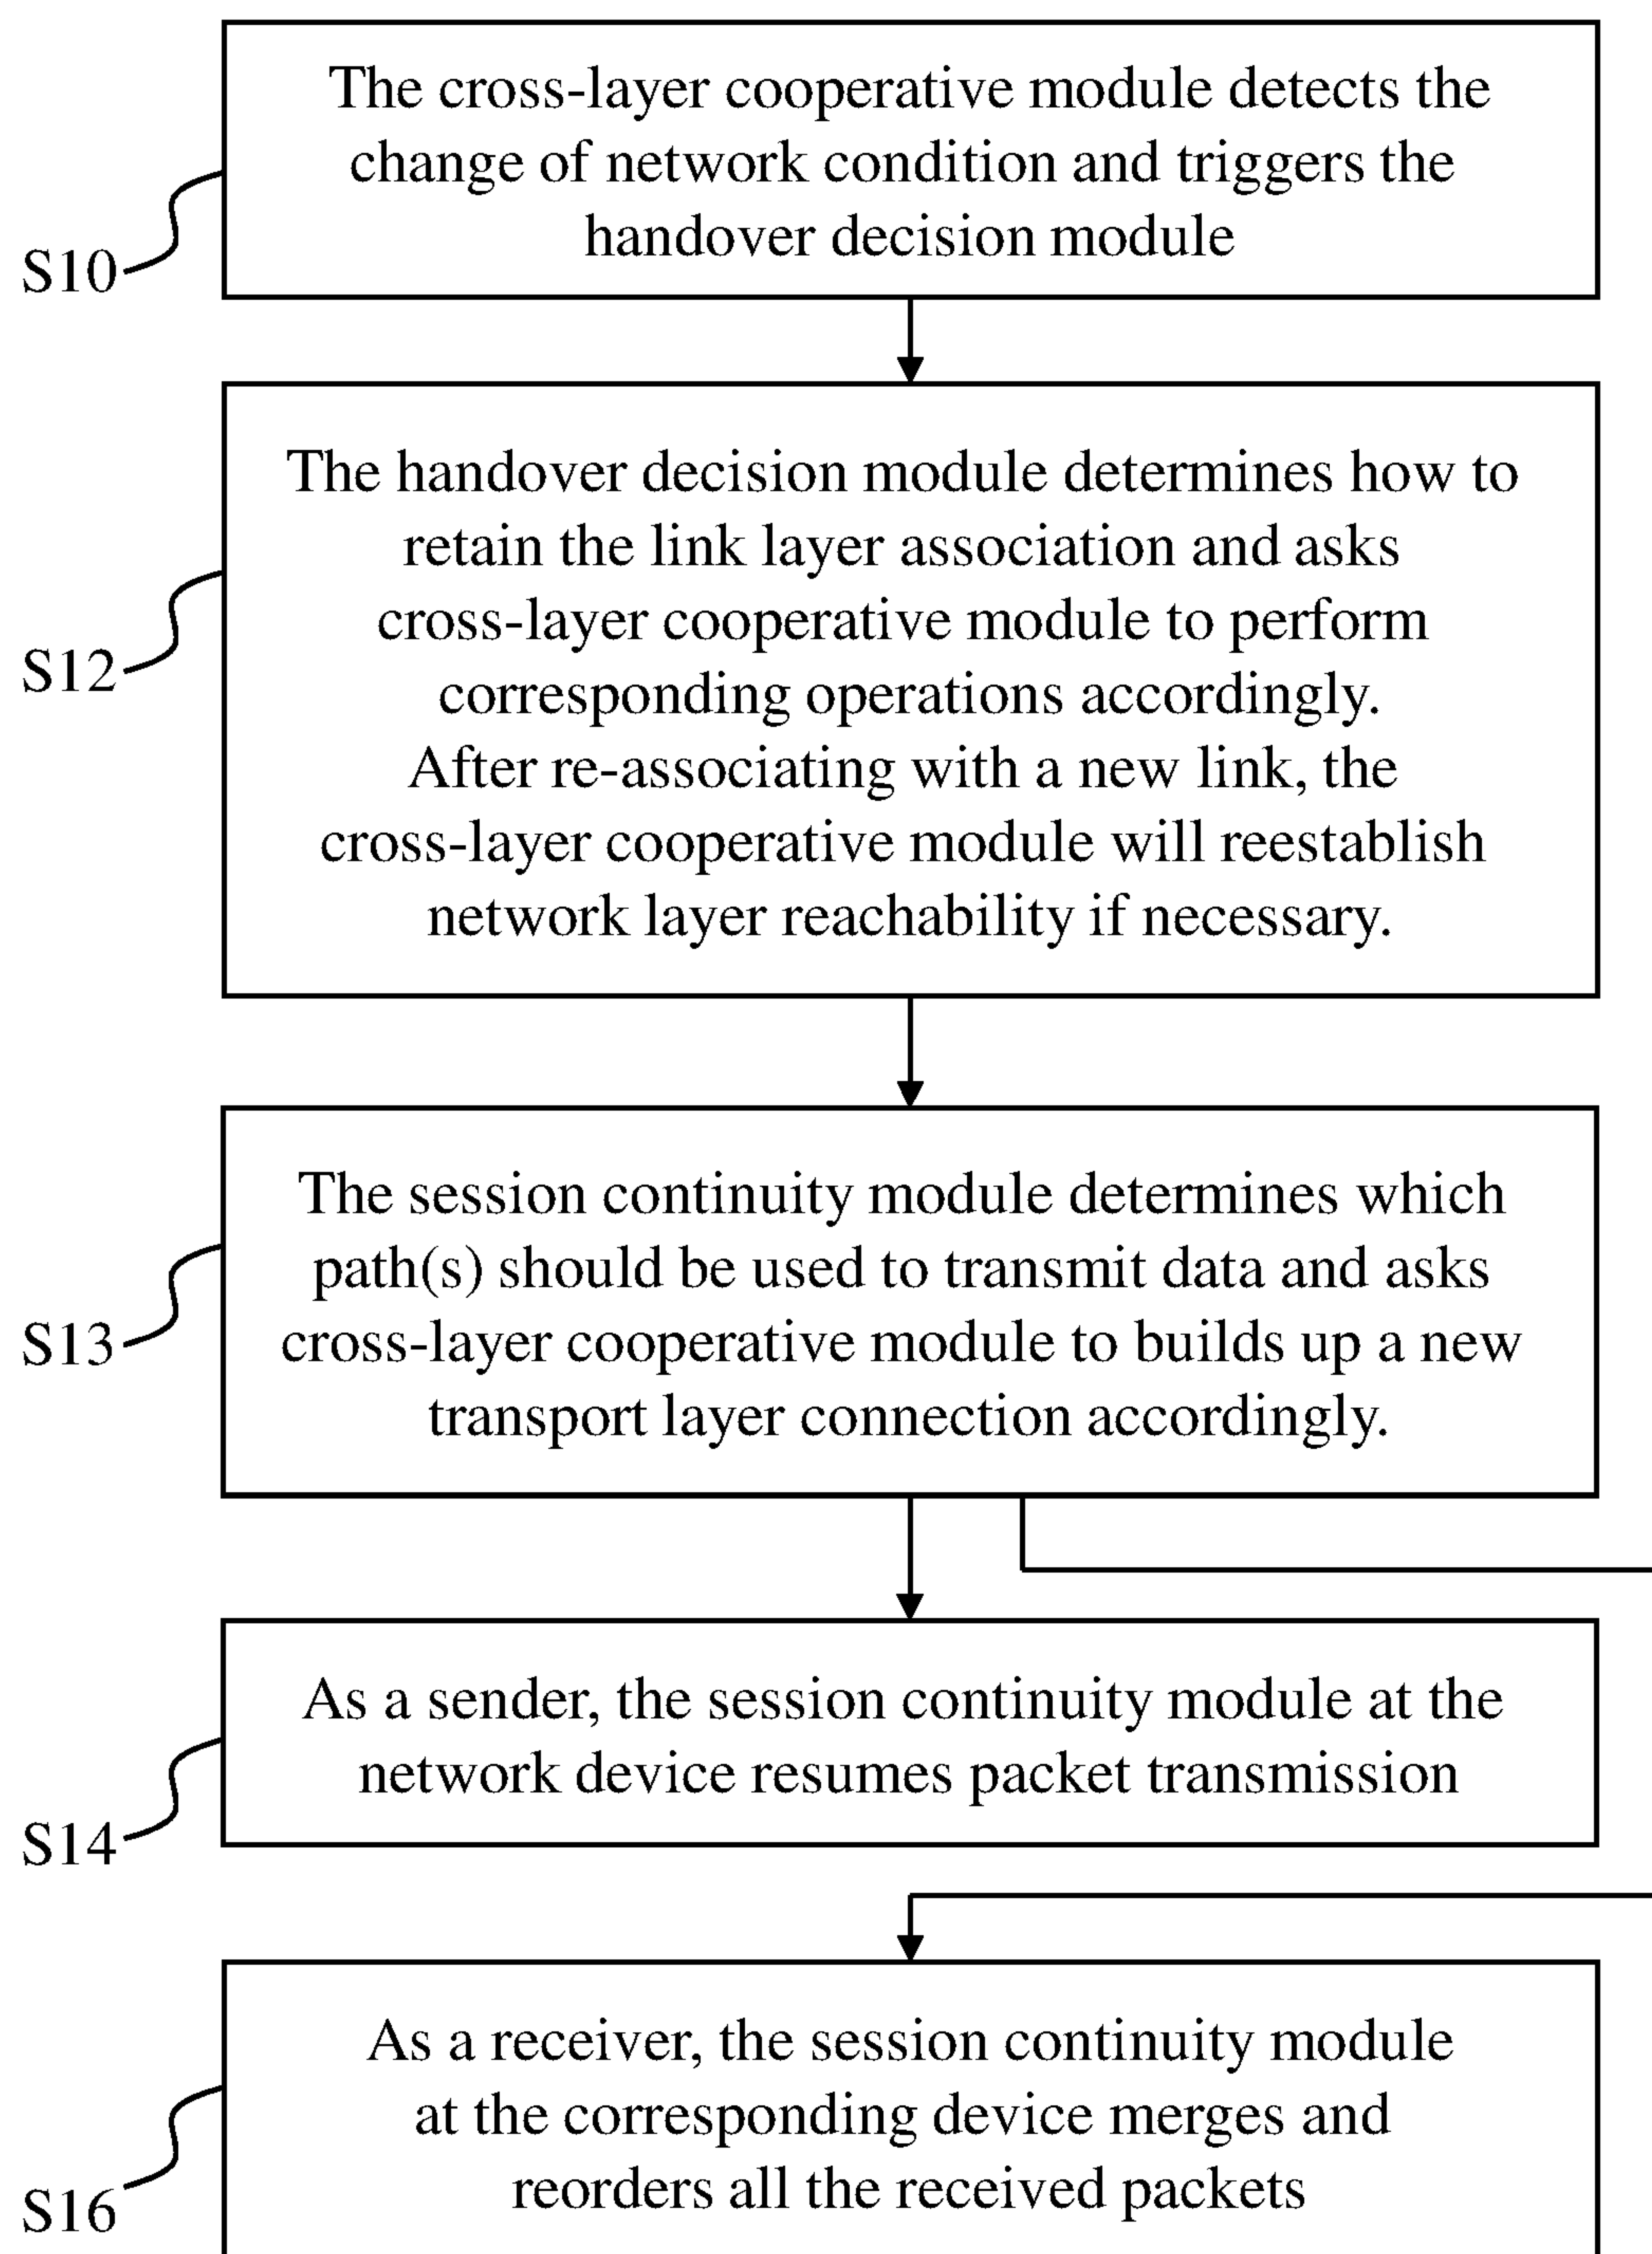 The cross-layer cooperative module detects the
change of network condition and triggers the
handover decision module
S10
The handover decision module determines how to
retain the link layer association and asks
cross-layer cooperative module to perform
corresponding operations accordingly.
After re-associating with a new link, the
cross-layer cooperative module will reestablish
network layer reachability if necessary.
S12
The session continuity module determines which
path(s) should be used to transmit data and asks
cross-layer cooperative module to builds up a new
transport layer connection accordingly.
S13
As a sender, the session continuity module at the
network device resumes packet transmission
S14
As a receiver, the session continuity module
at the corresponding device merges and
reorders all the received packets
S16